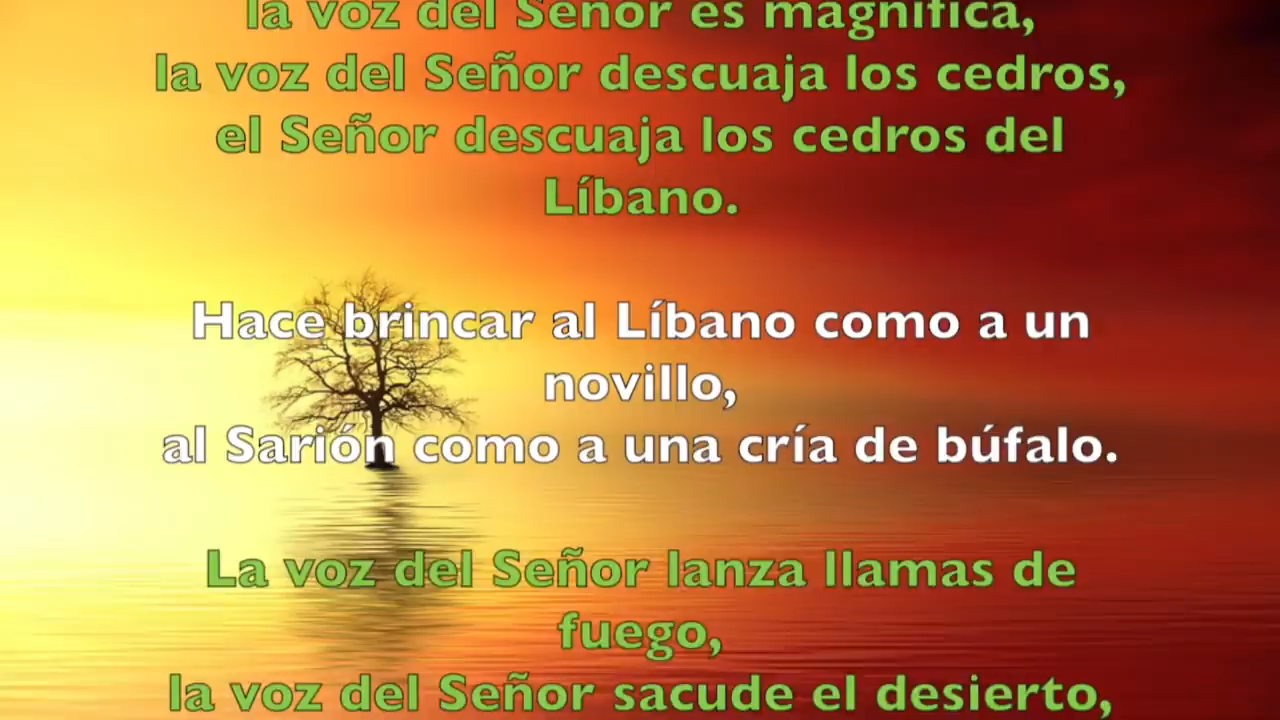 la voz del Señor es magnífica,
la voz del Señor descuaja los cedros,
el Señor descuaja los cedros del
Líbano.
Hace brincar al Líbano como a un
novillo,
al Sarión como a una cría de búfalo.
La voz del Señor lanza llamas de
fuego,
la voz del Señor sacude el desierto,